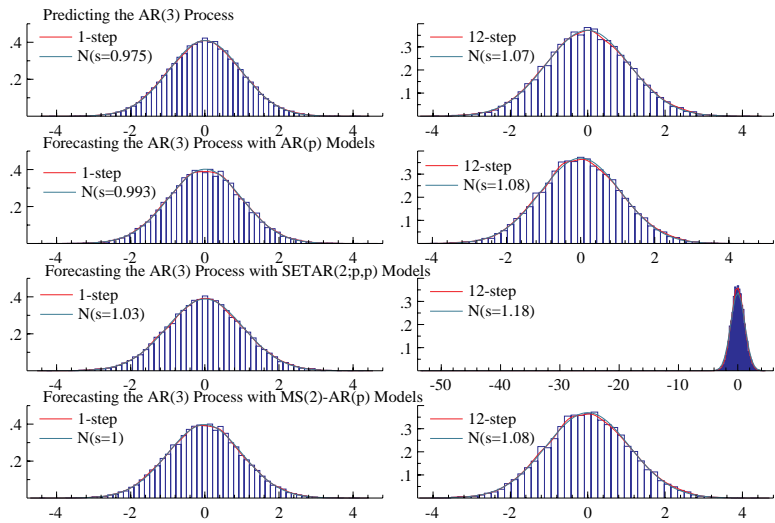 Predicting the AR(3) Process
.4
.2
1-step
N(s=0.975)
-4 -2 0 2 4
.3
.2
.1
12-step
N(s=1.07)
-4 -2 0 2 4
Forecasting the AR(3) Process with AR(p) Models
.4
.2
1-step
N(s=0.993)
-4 -2 0 2 4
.3
.2
.1
12-step
N(s=1.08)
-4 -2 0 2 4
Forecasting the AR(3) Process with SETAR(2;p,p) Models
.4
.2
1-step
N(s=1.03)
-4 -2 0 2 4
.3
.2
.1
12-step
N(s=1.18)
-50 -40 -30 -20 -10 0
Forecasting the AR(3) Process with MS(2)-AR(p) Models
.4
.2
1-step
N(s=1)
-4 -2 0 2 4
.3
.2
.1
12-step
N(s=1.08)
-4 -2 0 2 4